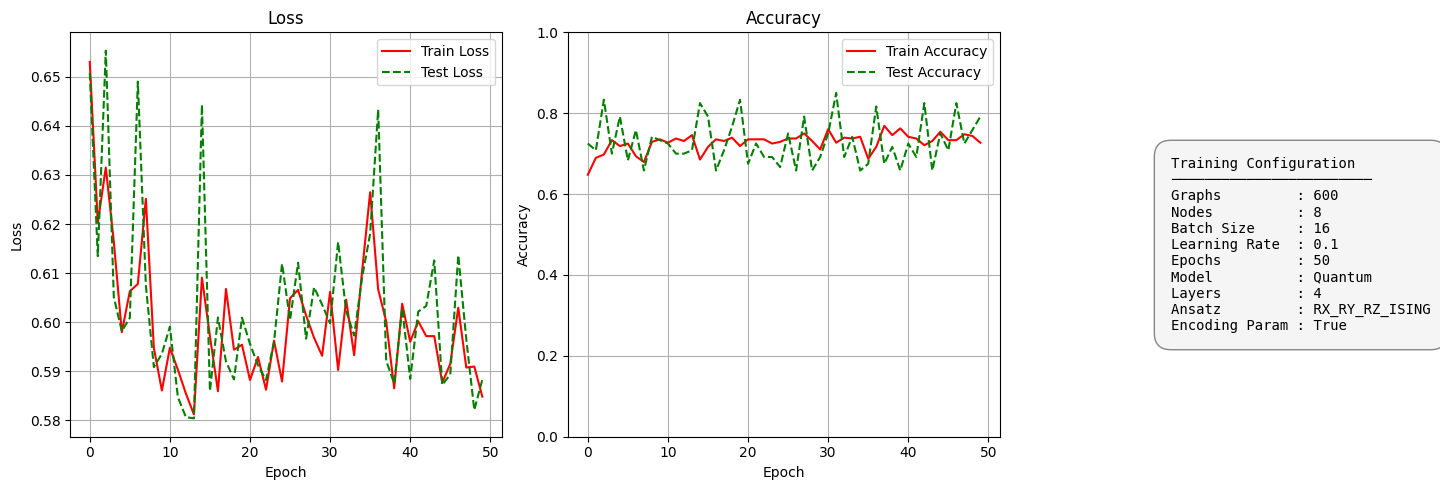 Loss
Train Loss
Test Loss
0.65
0.64
0.63
0.62
0.61
0.60
0.59
0.58
Loss
0 10 20 30 40 50
Epoch
Accuracy
Train Accuracy
Test Accuracy
1.0
0.8
0.6
0.4
0.2
0.0
Accuracy
0 10 20 30 40 50
Epoch
Training Configuration
────────────────────────
Graphs : 600
Nodes : 8
Batch Size : 16
Learning Rate : 0.1
Epochs : 50
Model : Quantum
Layers : 4
Ansatz : RX_RY_RZ_ISING
Encoding Param : True